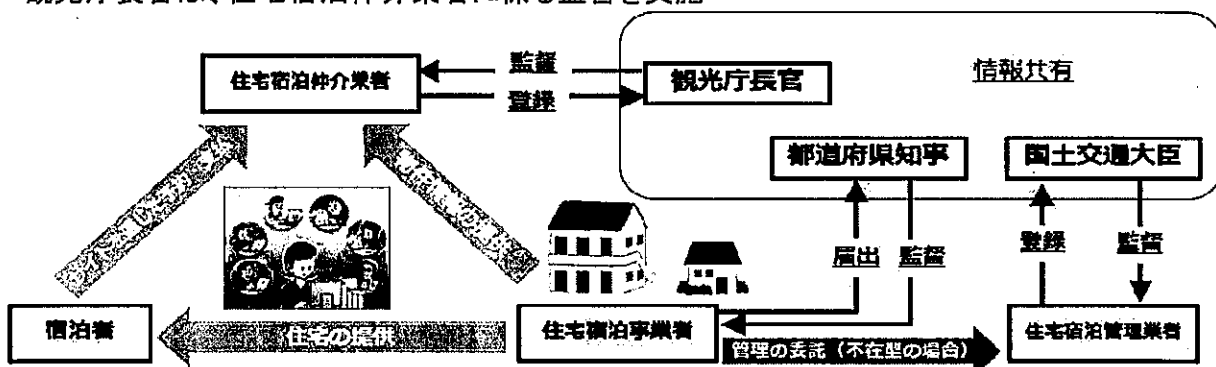 観光庁長官は、住宅宿泊仲介業者に係る監督を実施
住宅宿泊仲介業者
監督
登録
観光庁長官
情報共有
都道府県知事
国土交通大臣
届出
監督
登録
監督
宿泊者
住宅の提供
住宅宿泊事業者
管理の委託（不在型の場合）
住宅宿泊管理業者